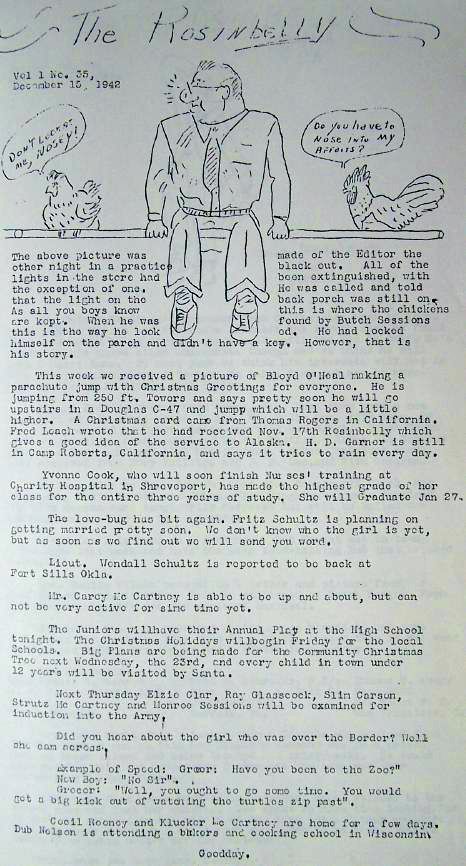 The Rosinbelly
Vol 1 No. 35,
December 15, 1942
DON'T LOOK AT
ME, NOSEY!
Do you have to
NOSE INTO MY
AFFAIRS?
The above picture was made of the Editor the
other night in a practice black out. All of the
lights in the store had been extinguished, with
the exception of one. He was called and told
that the light on the back porch was still on,
As all you boys know this is where the chickens
are kept. When he was found by Butch Sessions
this is the way he look ed. He had locked
himself on the parch and didn't have a key. However, that is
his story.
This week we received a picture of Bloyd O'Neal making a
parachute jump with Christmas Greetings for everyone. He is
jumping from 250 ft. Towers and says pretty soon he will go
upstairs in a Douglas C-47 and jumpp which will be a little
higher. A Christmas card came from Thomas Rogers in California.
Fred Leach wrote that he had received Nov. 17th Rosinbelly which
gives a good idea of the service to Alaska. H. D. Garner is still
in Camp Roberts, California, and says it tries to rain every day.
Yvonne Cook, who will soon finish Nurses' training at
Charity Hospital in Shreveport, has made the highest grade of her
class for the entire three years of study. She will Graduate Jan 27.
The love-bug has bit again. Fritz Schultz is planning on
getting married pretty soon. We don't know who the girl is yet,
but as soon as we find out we will send you word.
Lieut. Wendall Schultz is reported to be back at
Fort Sills Okla.
Mr. Carey Mc Cartney is able to be up and about, but can
not be very active for sime time yet.
The Juniors willhave their Annual Play at the High School
tonight. The Christmas Holidays willbegin Friday for the local
Schools. Big Plans are being made for the Community Christmas
Tree next Wednesday, the 23rd, and every child in town under
12 years will be visited by Santa.
Next Thursday Elzie Clar, Ray Glasscock, Slim Carson,
Strutz Mc Cartney and Monroe Sessions will be examined for
induction into the Army.
Did you hear about the girl who was over the Border? Well
she cam across.
Example of Speed: Grocer: Have you been to the Zoo?"
New Boy: "No Sir".
Grocer: "Well, you ought to go some time. You would
get a big kick out of watching the turtles zip past".
Cecil Rooney and Klucker Mc Cartney are home for a few days.
Dub Nelson is attending a bakers and cooking school in Wisconsin.
Goodday.